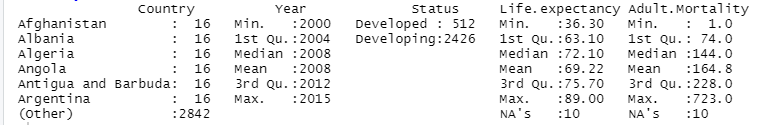 Country Year Status Life.expectancy Adult.Mortality
Afghanistan : 16 Min. :2000 Developed : 512 Min. :36.30 Min. : 1.0
Albania : 16 1st Qu.:2004 Developing:2426 1st Qu.:63.10 1st Qu.: 74.0
Algeria : 16 Median :2008 Median :72.10 Median :144.0
Angola : 16 Mean :2008 Mean :69.22 Mean :164.8
Antigua and Barbuda: 16 3rd Qu.:2012 3rd Qu.:75.70 3rd Qu.:228.0
Argentina : 16 Max. :2015 Max. :89.00 Max. :723.0
(Other) :2842 NA's :10 NA's :10